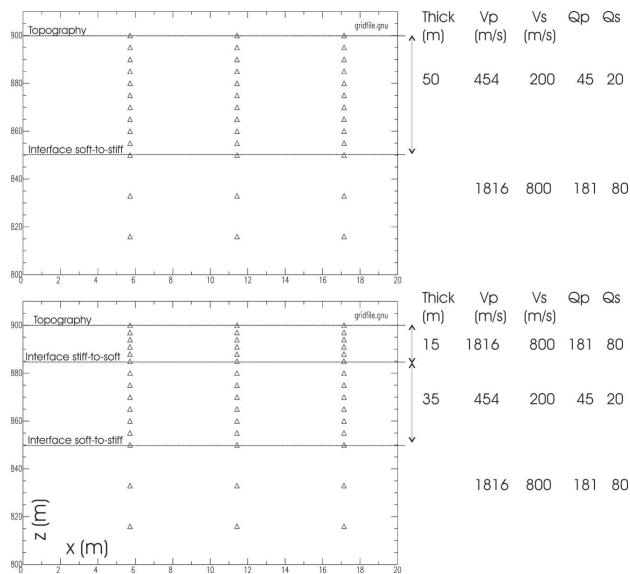 Thick Vp Vs Qp Qs
(m) (m/s) (m/s)
gridfile.gnu
900 Topography
880
50 454 200 45 20
860
Interface soft-to-stiff
840
1816 800 181 80
820
800
2 4 6 8 10 12 14 16 18 20
Thick Vp Vs Qp Qs
(m) (m/s) (m/s)
gridfile.gnu
Topography
900
15 1816 800 181 80
Interface stiff-to-soft
880
35 454 200 45 20
860
Interface soft-to-stiff
840
1816 800 181 80
820
z (m)
x (m)
800
2 4 6 8 10 12 14 16 18 20